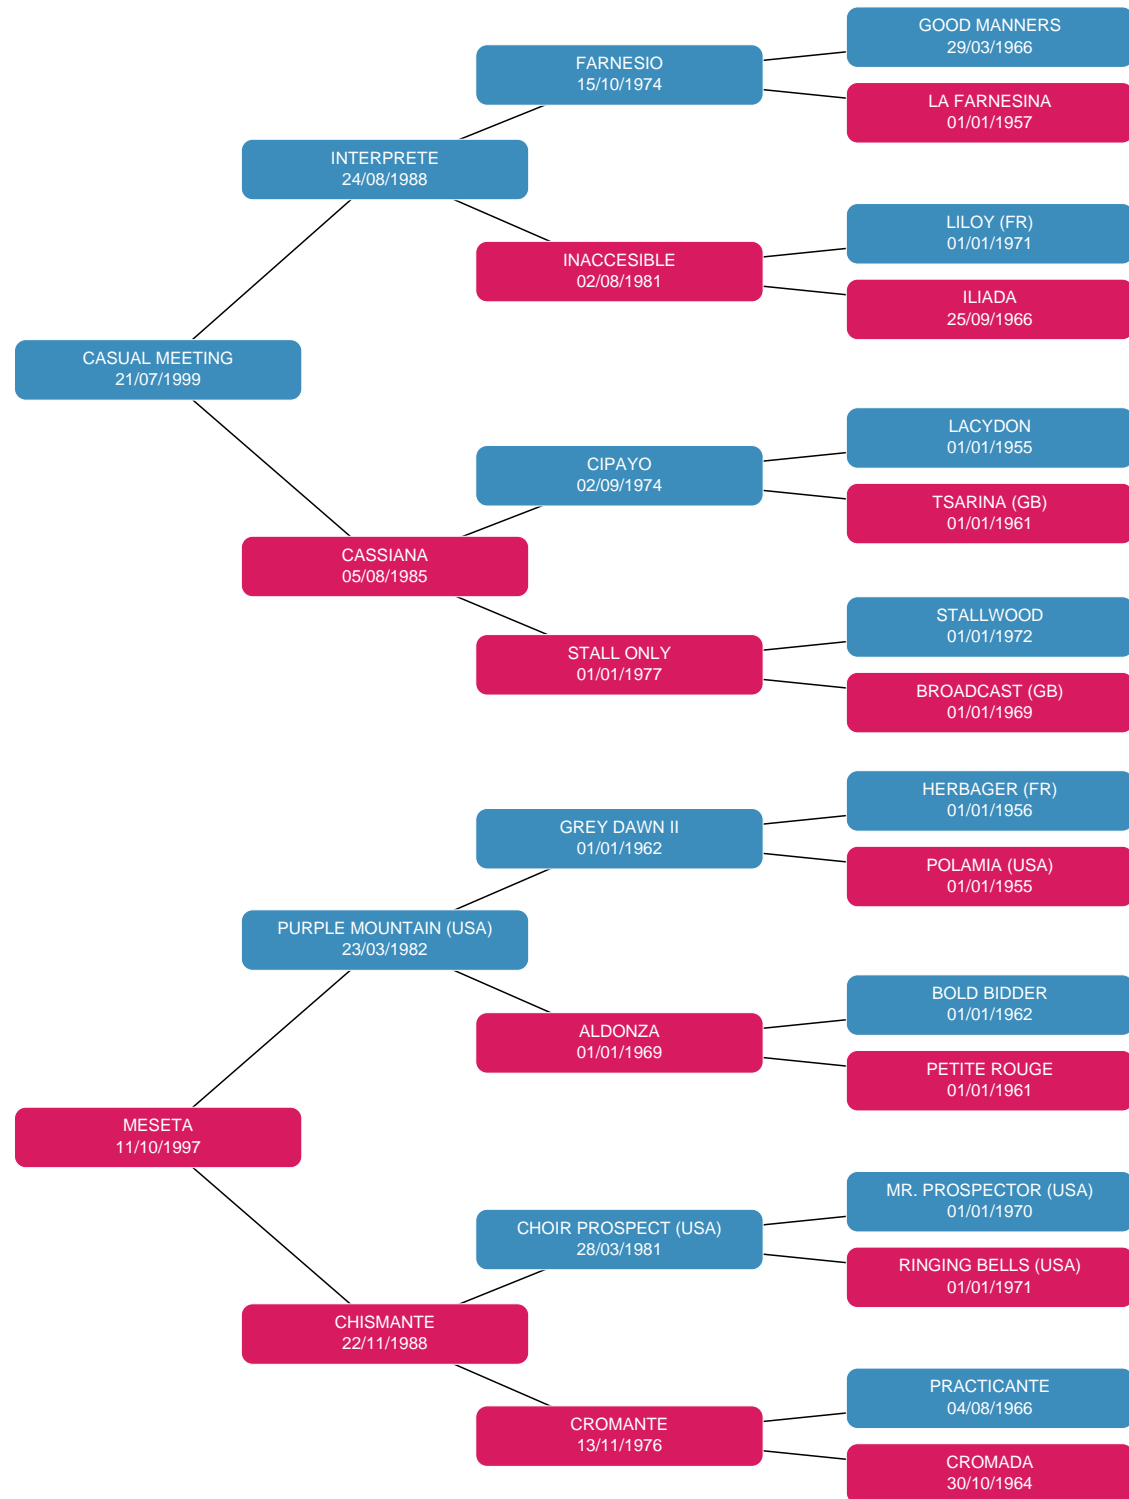 GOOD MANNERS
29/03/1966
FARNESIO
15/10/1974
LA FARNESINA
01/01/1957
INTERPRETE
24/08/1988
LILOY (FR)
01/01/1971
INACCESIBLE
02/08/1981
ILIADA
25/09/1966
CASUAL MEETING
21/07/1999
LACYDON
01/01/1955
CIPAYO
02/09/1974
TSARINA (GB)
01/01/1961
CASSIANA
05/08/1985
STALLWOOD
01/01/1972
STALL ONLY
01/01/1977
BROADCAST (GB)
01/01/1969
HERBAGER (FR)
01/01/1956
GREY DAWN II
01/01/1962
POLAMIA (USA)
01/01/1955
PURPLE MOUNTAIN (USA)
23/03/1982
BOLD BIDDER
01/01/1962
ALDONZA
01/01/1969
PETITE ROUGE
01/01/1961
MESETA
11/10/1997
MR. PROSPECTOR (USA)
01/01/1970
CHOIR PROSPECT (USA)
28/03/1981
RINGING BELLS (USA)
01/01/1971
CHISMANTE
22/11/1988
PRACTICANTE
04/08/1966
CROMANTE
13/11/1976
CROMADA
30/10/1964